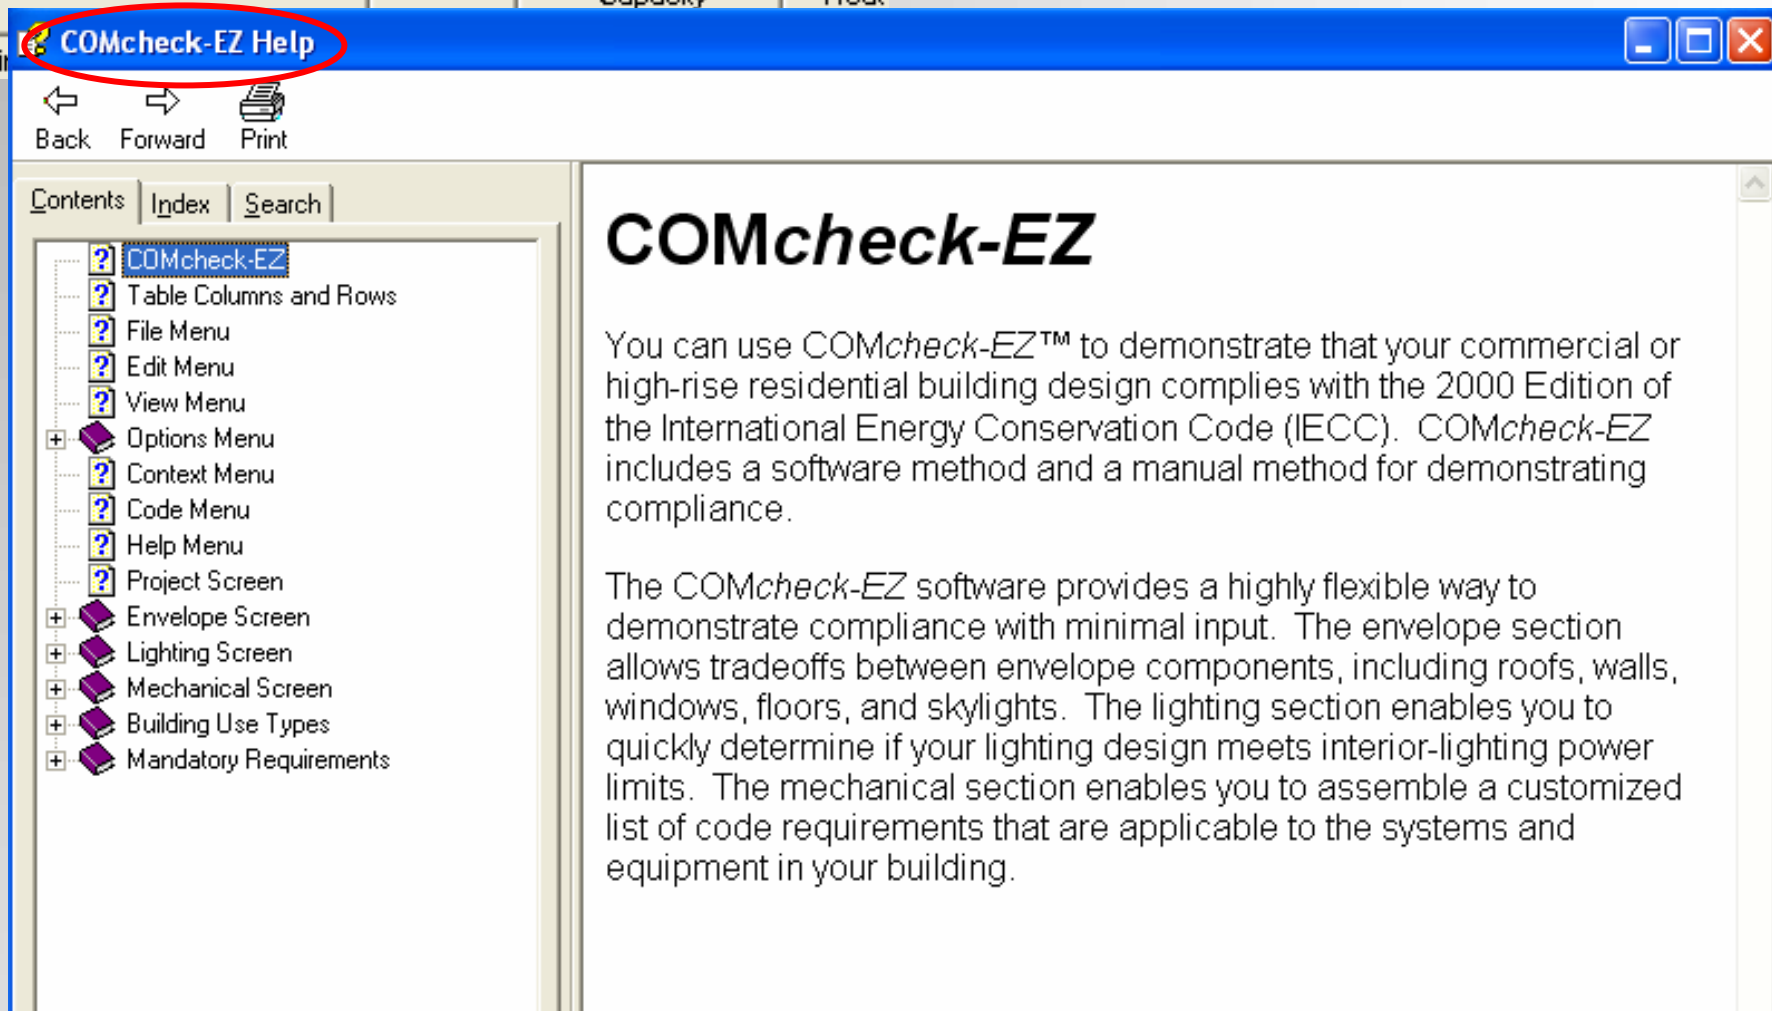 COMcheck-EZ Help
Back Forward Print
Contents Index Search
COMcheck-EZ
Table Columns and Rows
File Menu
Edit Menu
View Menu
Options Menu
Context Menu
Code Menu
Help Menu
Project Screen
Envelope Screen
Lighting Screen
Mechanical Screen
Building Use Types
Mandatory Requirements
COMcheck-EZ
You can use COMcheck-EZ™ to demonstrate that your commercial or
high-rise residential building design complies with the 2000 Edition of
the International Energy Conservation Code (IECC). COMcheck-EZ
includes a software method and a manual method for demonstrating
compliance.
The COMcheck-EZ software provides a highly flexible way to
demonstrate compliance with minimal input. The envelope section
allows tradeoffs between envelope components, including roofs, walls,
windows, floors, and skylights. The lighting section enables you to
quickly determine if your lighting design meets interior-lighting power
limits. The mechanical section enables you to assemble a customized
list of code requirements that are applicable to the systems and
equipment in your building.